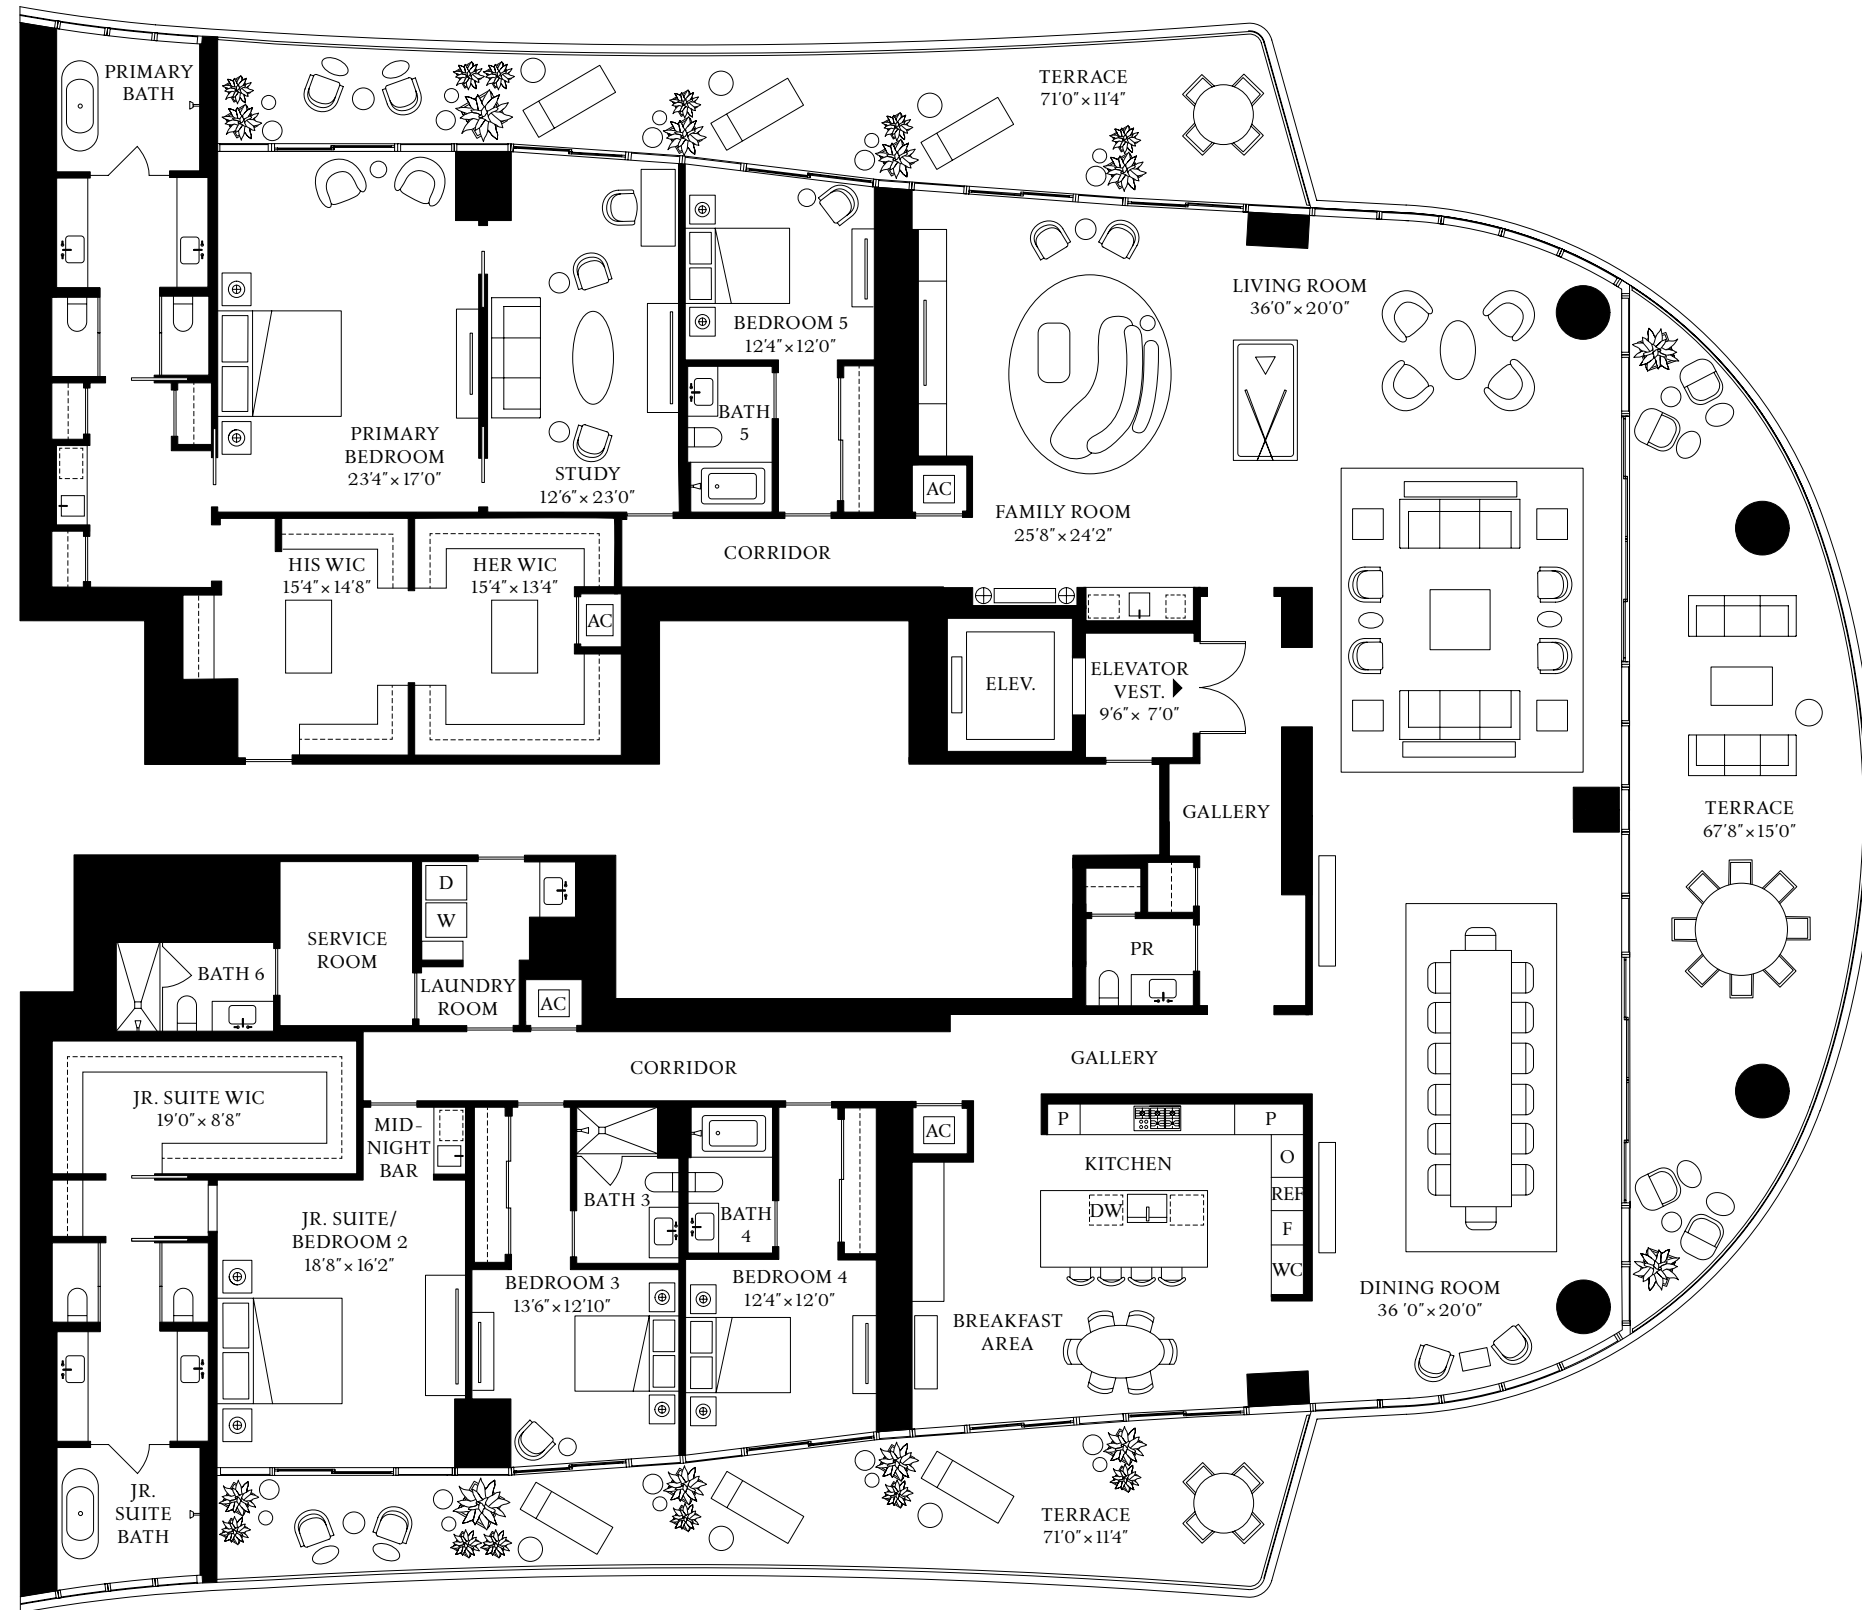 PRIMARY
BATH
TERRACE
71'0"×11'4"
LIVING ROOM
36'0"×20'0"
BEDROOM 5
12'4"×12'0"
BATH
5
PRIMARY
BEDROOM
23'4"×17'0"
STUDY
12'6"×23'0"
AC
FAMILY ROOM
25'8"×24'2"
CORRIDOR
HIS WIC
15'4"×14'8"
HER WIC
15'4"×13'4"
AC
ELEV.
ELEVATOR
VEST.
9'6"× 7'0"
GALLERY
TERRACE
67'8"×15'0"
D
W
SERVICE
ROOM
BATH 6
LAUNDRY
ROOM
AC
PR
CORRIDOR
GALLERY
JR. SUITE WIC
19'0"×8'8"
MID-
NIGHT
BAR
AC
P
P
KITCHEN
O
REF
F
WC
DW
BATH 3
BATH
4
JR. SUITE/
BEDROOM 2
18'8"×16'2"
BEDROOM 3
13'6"×12'10"
BEDROOM 4
12'4"×12'0"
BREAKFAST
AREA
DINING ROOM
36 '0"×20'0"
JR.
SUITE
BATH
TERRACE
71'0"×11'4"